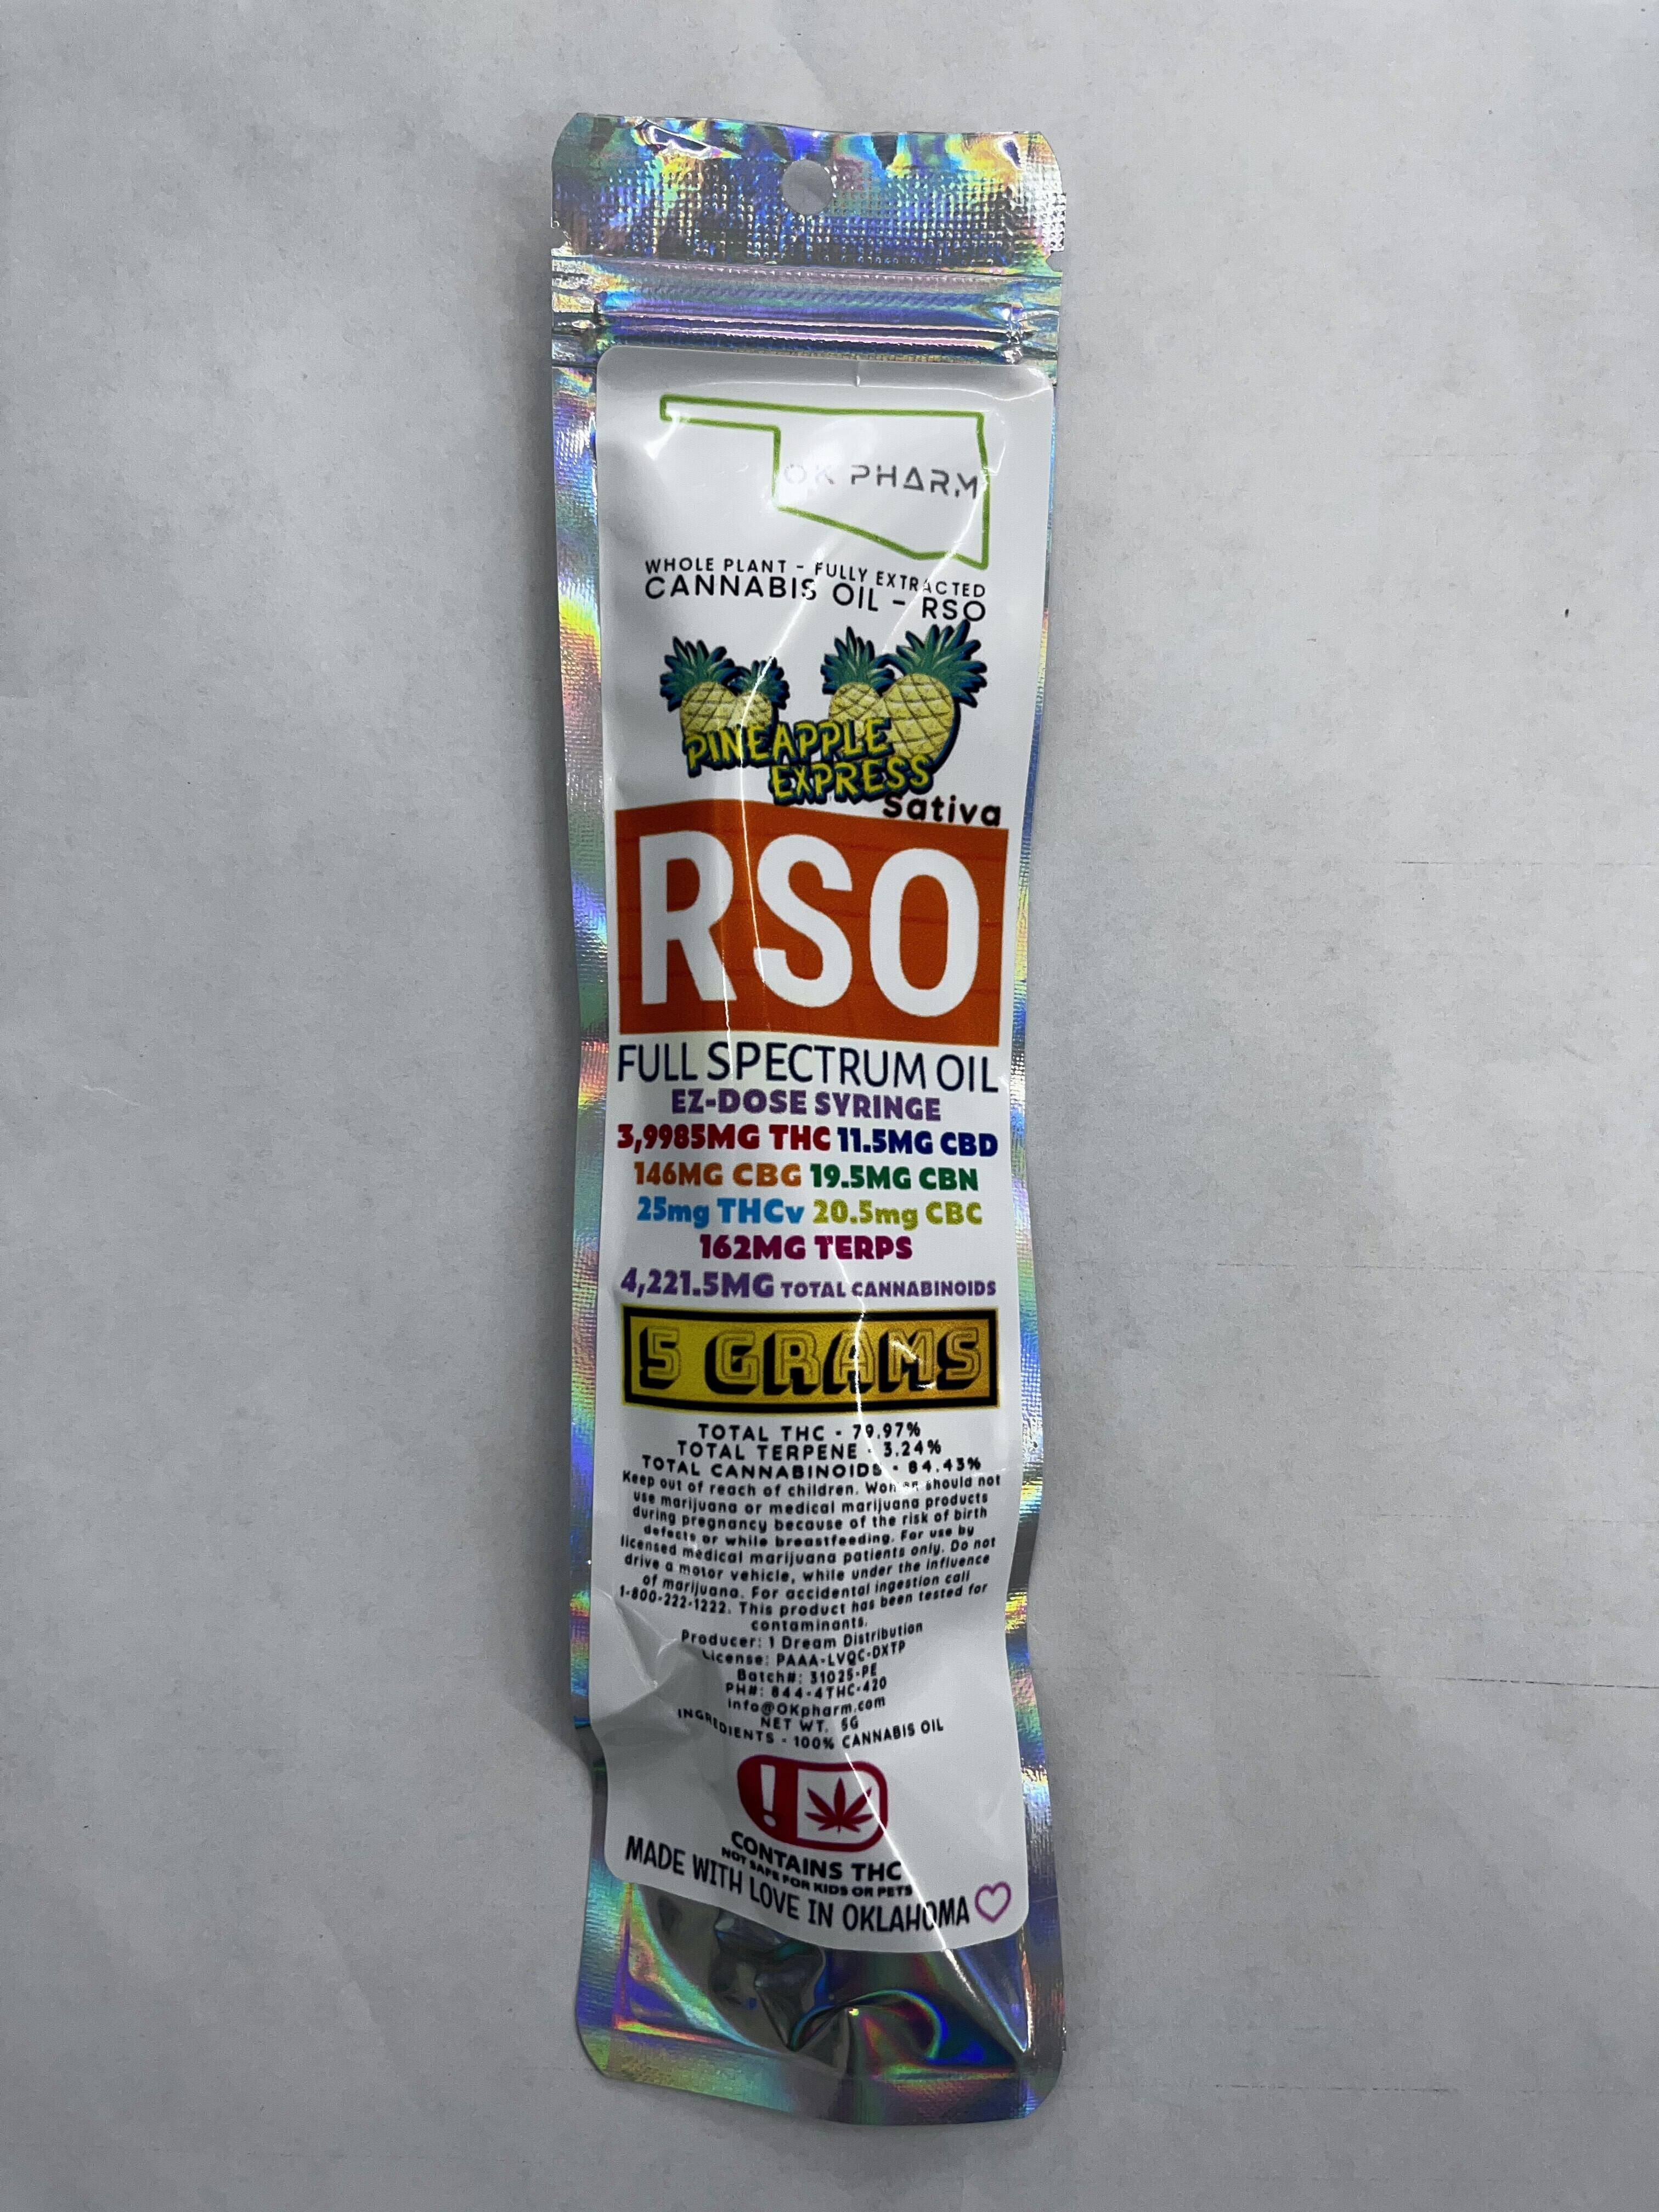 OK PHARM
WHOLE PLANT - FULLY EXTRACTED
CANNABIS OIL - RSO
PINEAPPLE
EXPRESS
Sativa
RSO
FULL SPECTRUM OIL
EZ-DOSE SYRINGE
3,9985MG THC 11.5MG CBD
146MG CBG 19.5MG CBN
25mg THCv 20.5mg CBC
162MG TERPS
4,221.5MG TOTAL CANNABINOIDS
5 GRAMS
TOTAL THC - 79.97%
TOTAL TERPENE - 3.24%
TOTAL CANNABINOIDS - 84.43%
Keep out of reach of children. Women should not
use marijuana or medical marijuana products
during pregnancy because of the risk of birth
defects or while breastfeeding. For use by
licensed medical marijuana patients only. Do not
drive a motor vehicle, while under the influence
of marijuana. For accidental ingestion call
1-800-222-1222. This product has been tested for
contaminants.
Producer: 1 Dream Distribution
License: PAAA-LVQC-DXTP
Batch#: 31025-PE
PH#: 844-4THC-420
info@OKpharm.com
NET WT. 5G
INGREDIENTS - 100% CANNABIS OIL
!
CONTAINS THC
NOT SAFE FOR KIDS OR PETS
MADE WITH LOVE IN OKLAHOMA